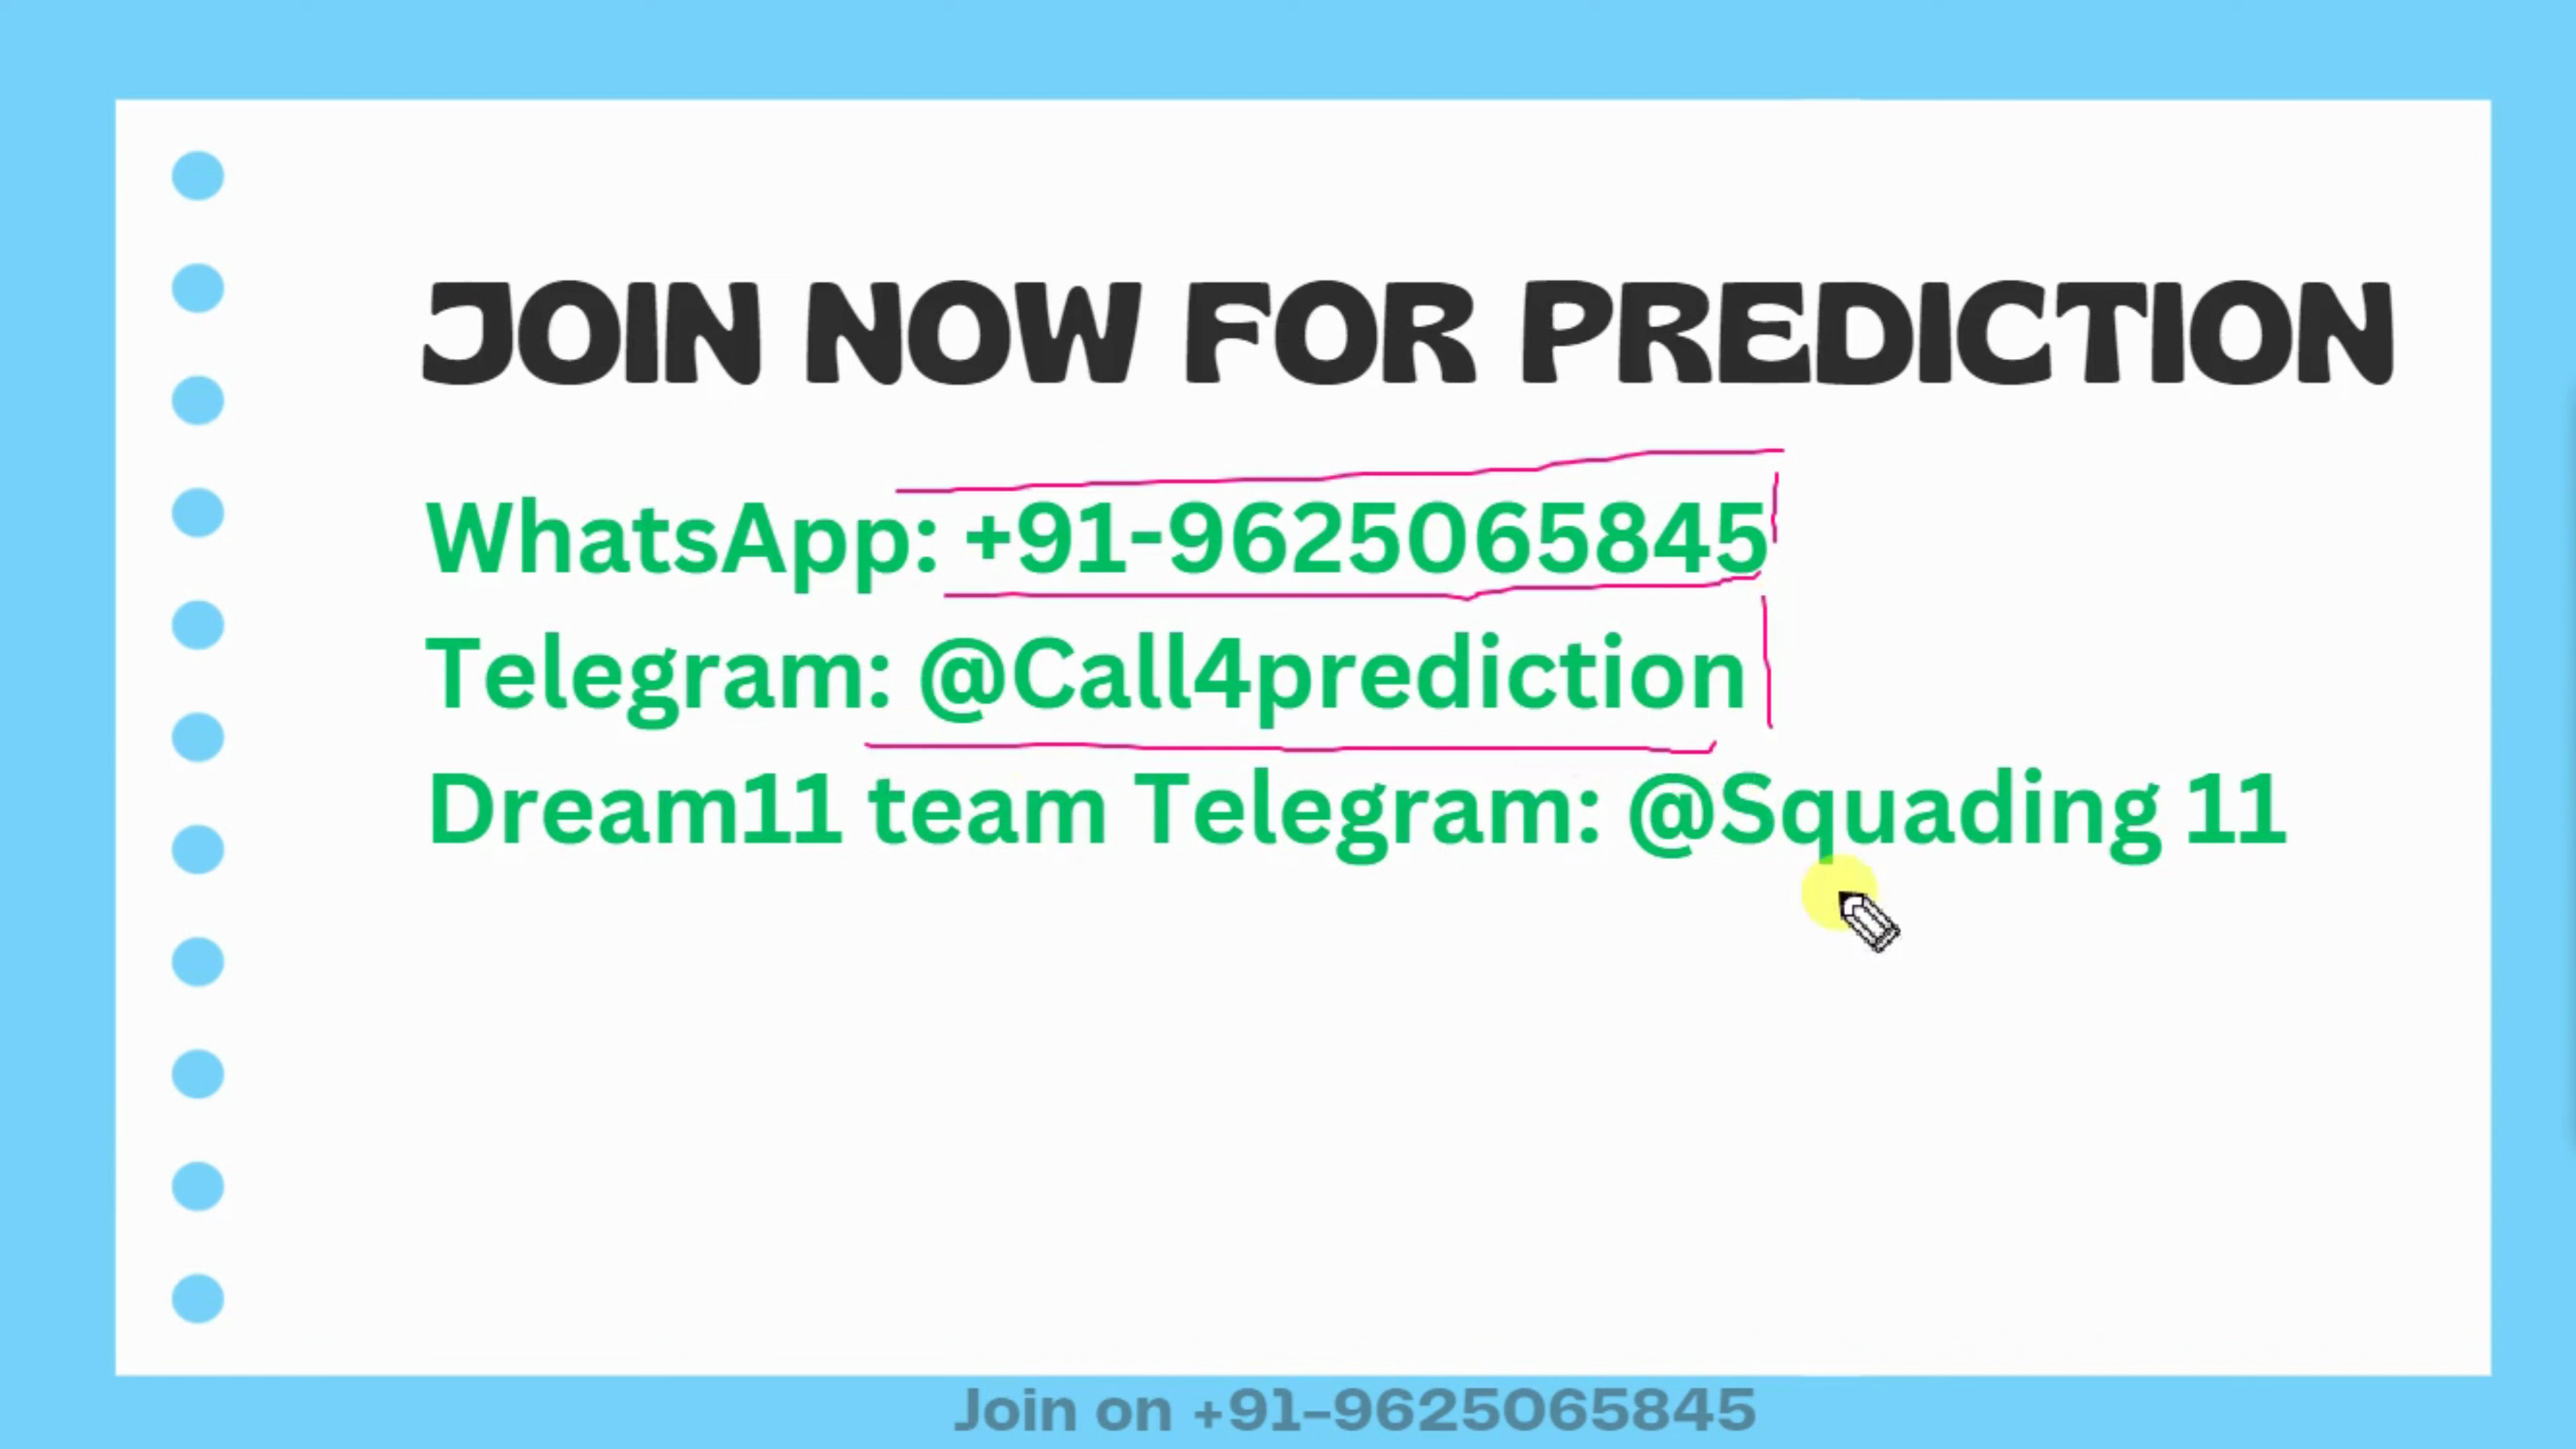 JOIN NOW FOR PREDICTION
WhatsApp: +91-9625065845
Telegram: @Call4prediction
Dream11 team Telegram: @Squading 11
Join on +91-9625065845